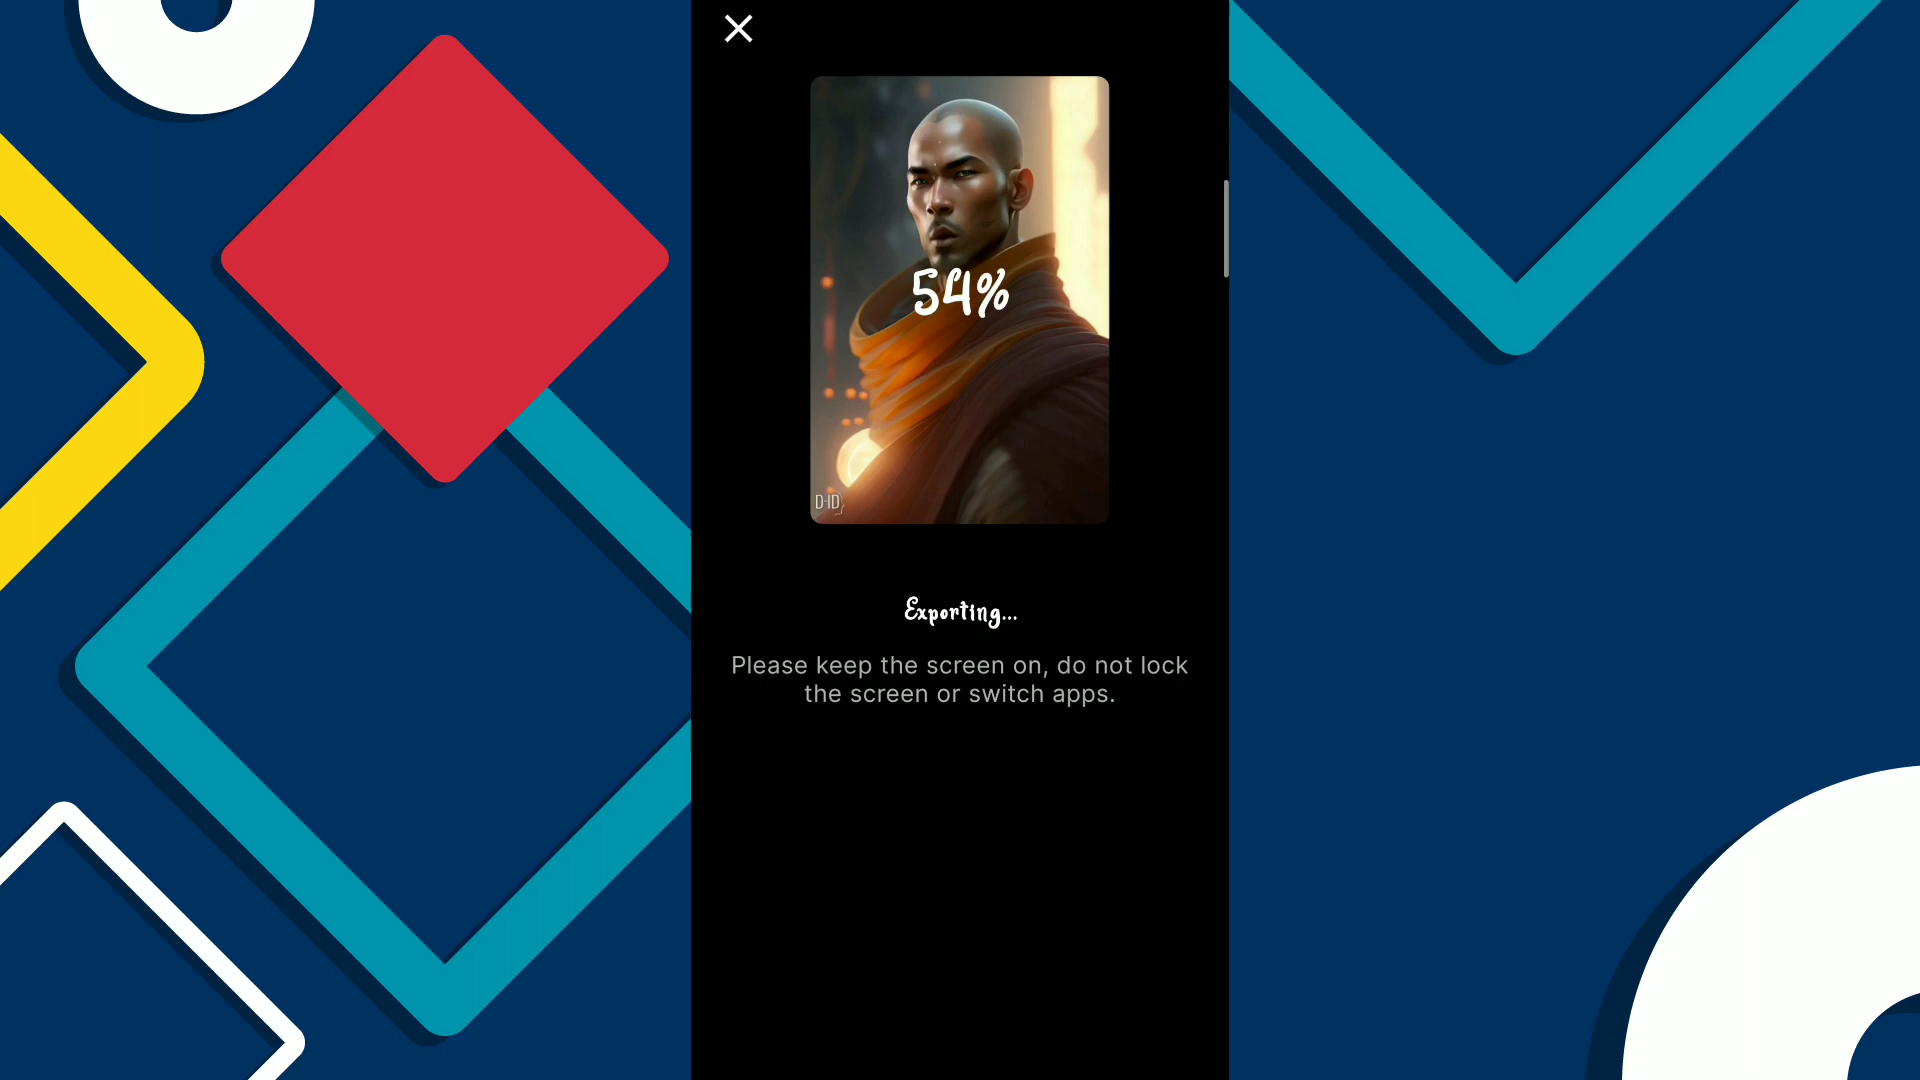 54%
D-ID
Exporting...
Please keep the screen on, do not lock
the screen or switch apps.